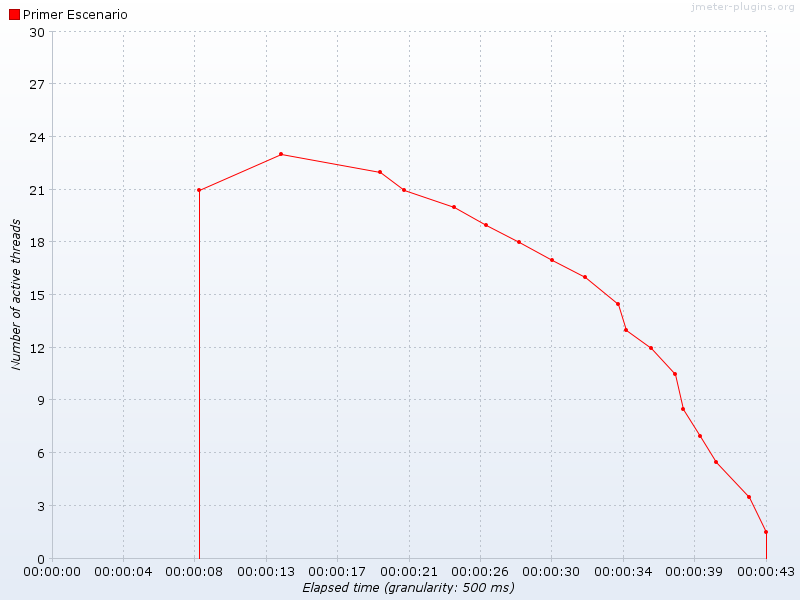 jmeter-plugins.org
Primer Escenario
30
27
24
21
18
15
12
9
6
3
0
Number of active threads
00:00:00 00:00:04 00:00:08 00:00:13 00:00:17 00:00:21 00:00:26 00:00:30 00:00:34 00:00:39 00:00:43
Elapsed time (granularity: 500 ms)